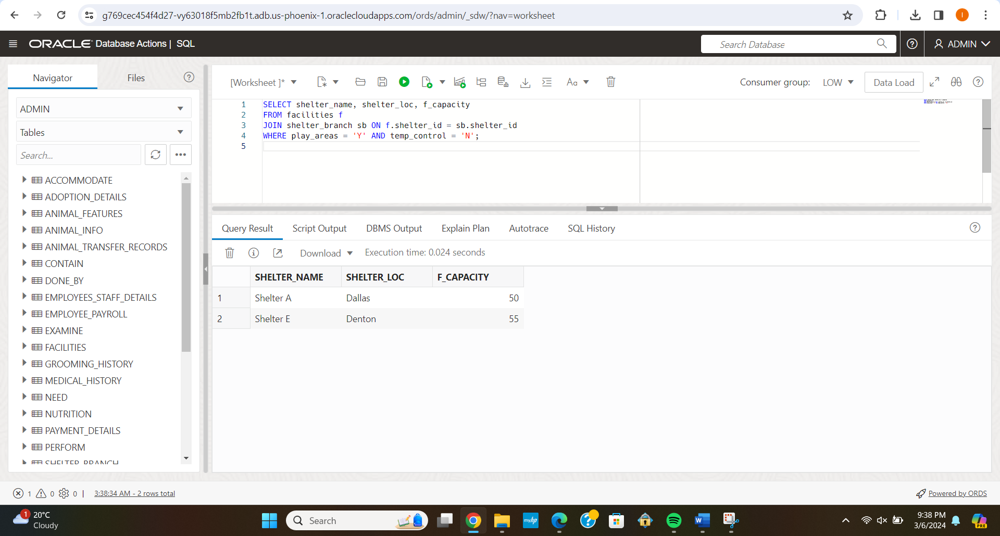 g769cec454f4d27-vy63018f5mb2fb1t.adb.us-phoenix-1.oraclecloudapps.com/ords/admin/_sdw/?nav=worksheet
I
ORACLE Database Actions | SQL
Search Database
ADMIN
Navigator
Files
[Worksheet ]*
Aa
Consumer group: LOW
Data Load
ADMIN
Tables
Search...
ACCOMMODATE
ADOPTION_DETAILS
ANIMAL_FEATURES
ANIMAL_INFO
ANIMAL_TRANSFER_RECORDS
CONTAIN
DONE_BY
EMPLOYEES_STAFF_DETAILS
EMPLOYEE_PAYROLL
EXAMINE
FACILITIES
GROOMING_HISTORY
MEDICAL_HISTORY
NEED
NUTRITION
PAYMENT_DETAILS
PERFORM
SHELTER_BRANCH
1 SELECT shelter_name, shelter_loc, f_capacity
2 FROM facilities f
3 JOIN shelter_branch sb ON f.shelter_id = sb.shelter_id
4 WHERE play_areas = 'Y' AND temp_control = 'N';
5
Query Result Script Output DBMS Output Explain Plan Autotrace SQL History
Download Execution time: 0.024 seconds
SHELTER_NAME SHELTER_LOC F_CAPACITY
1 Shelter A Dallas 50
2 Shelter E Denton 55
1 0 0 | 3:38:34 AM - 2 rows total
Powered by ORDS
1
20°C
Cloudy
Search
myhp
9:38 PM
3/6/2024
PRE